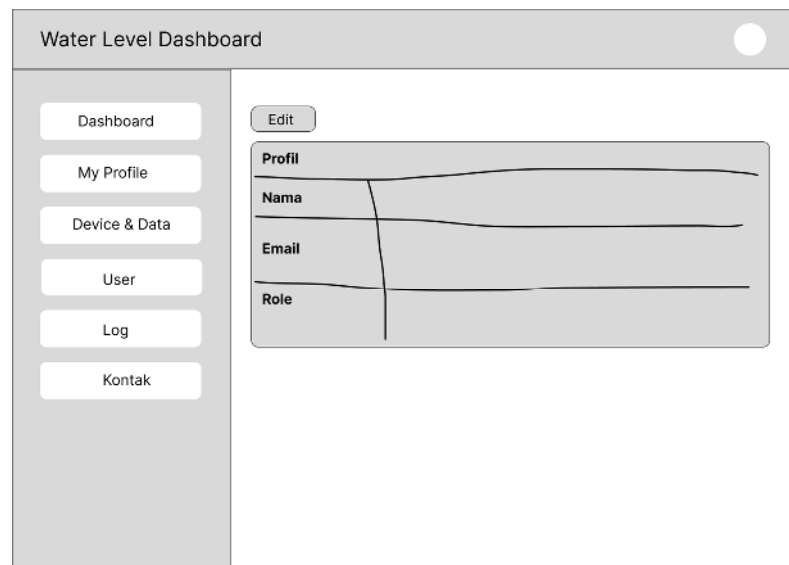 Water Level Dashboard
Dashboard
My Profile
Device & Data
User
Log
Kontak
Edit
Profil
Nama
Email
Role